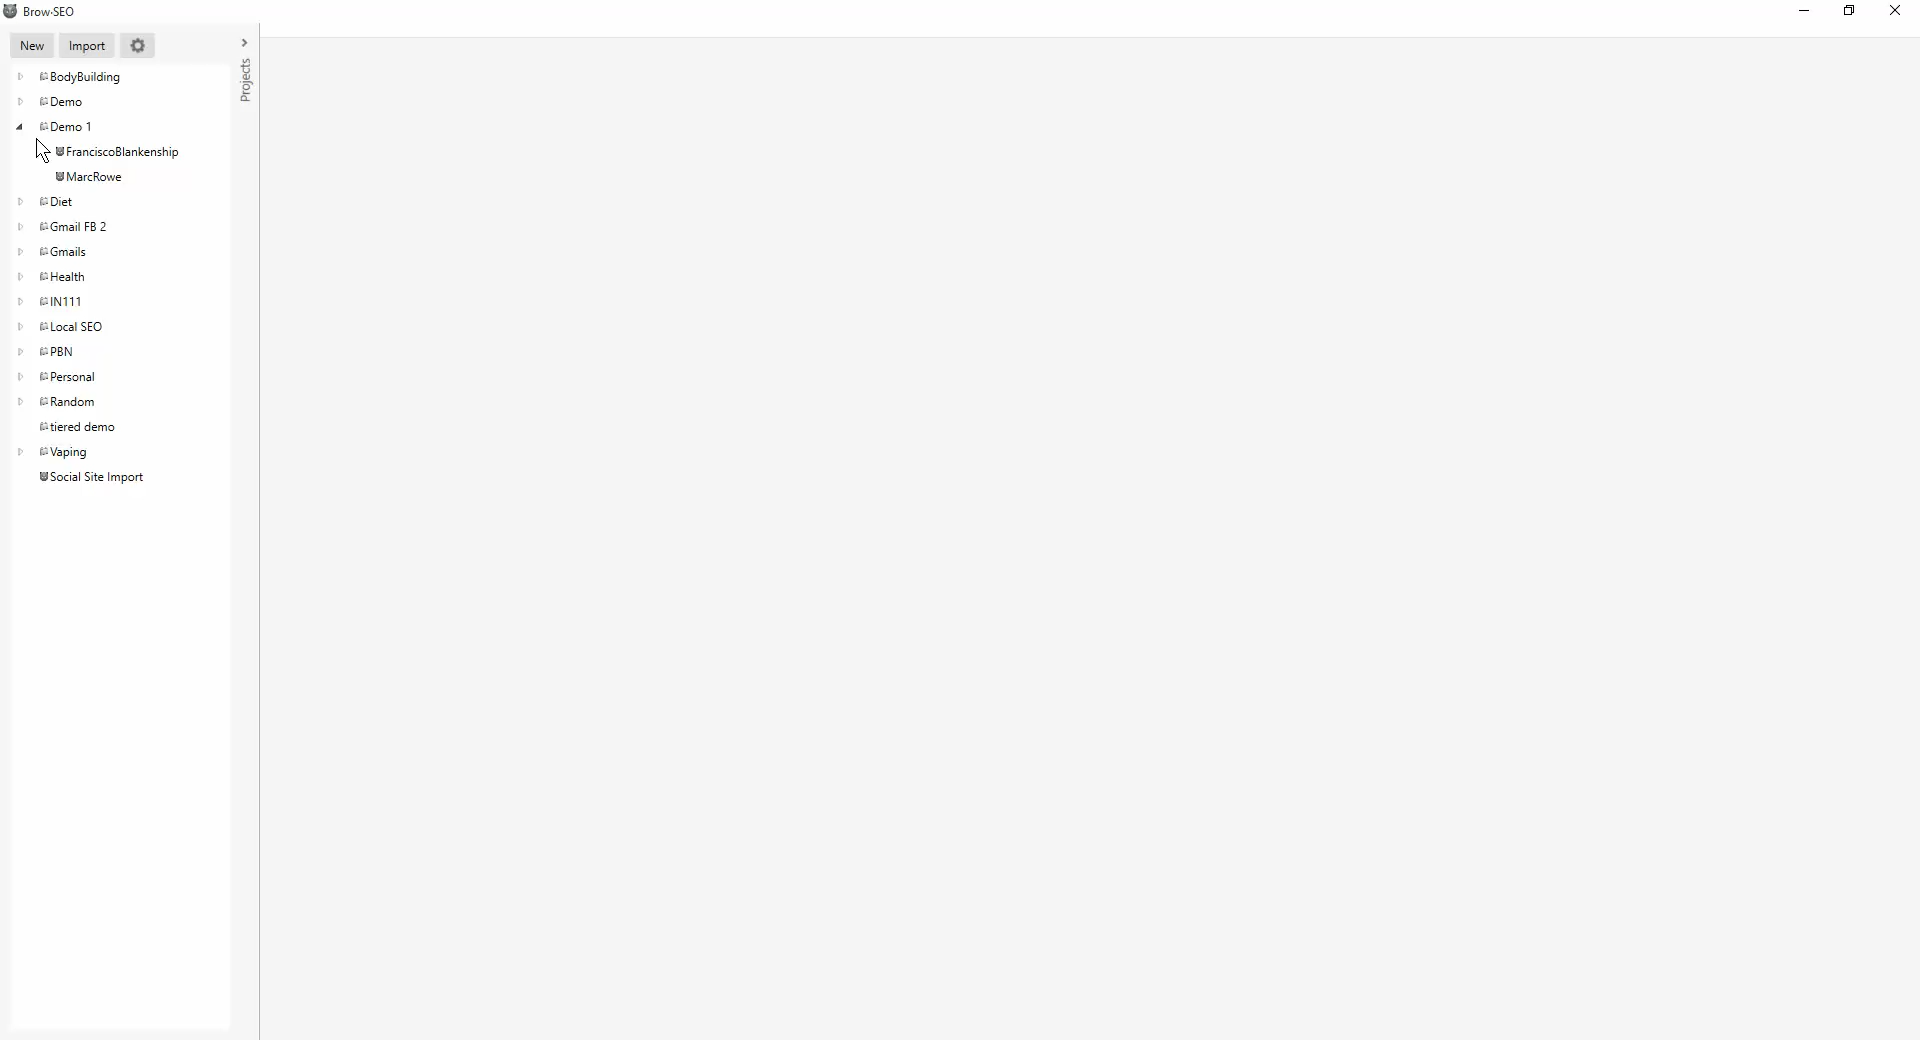 Brow·SEO
New Import
Projects
BodyBuilding
Demo
Demo 1
FranciscoBlankenship
MarcRowe
Diet
Gmail FB 2
Gmails
Health
IN111
Local SEO
PBN
Personal
Random
tiered demo
Vaping
Social Site Import